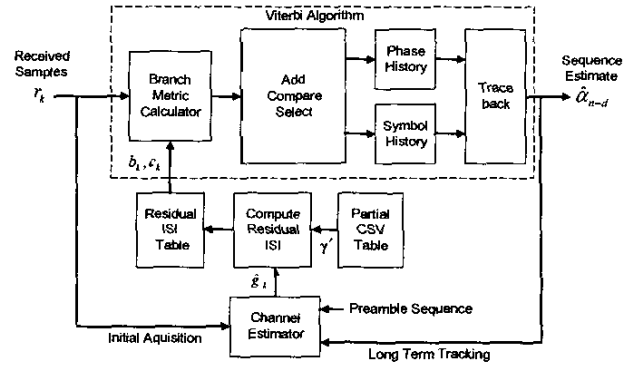 Viterbi Algorithm
Received
Samples
r_k
Branch
Metric
Calculator
Add
Compare
Select
Phase
History
Symbol
History
Trace
back
Sequence
Estimate
α̂_{n-d}
b_k, c_k
Residual
ISI
Table
Compute
Residual
ISI
Partial
CSV
Table
γ'
ĝ_k
Channel
Estimator
Preamble Sequence
Initial Aquisition
Long Term Tracking